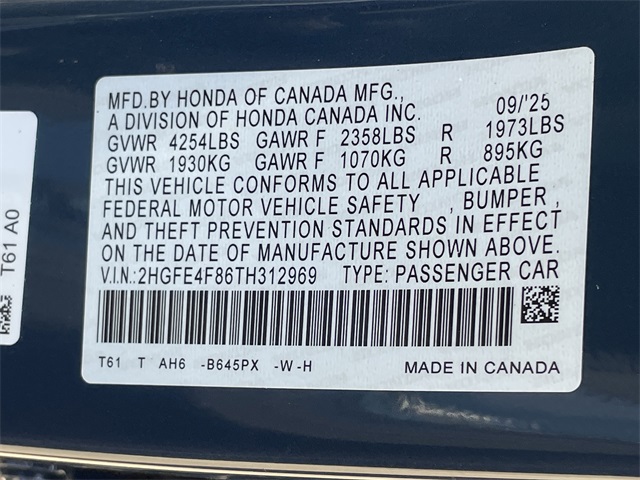 MFD.BY HONDA OF CANADA MFG.,
A DIVISION OF HONDA CANADA INC. 09/'25
GVWR 4254LBS GAWR F 2358LBS R 1973LBS
GVWR 1930KG GAWR F 1070KG R 895KG
THIS VEHICLE CONFORMS TO ALL APPLICABLE
FEDERAL MOTOR VEHICLE SAFETY , BUMPER ,
AND THEFT PREVENTION STANDARDS IN EFFECT
ON THE DATE OF MANUFACTURE SHOWN ABOVE.
V.I.N.:2HGFE4F86TH312969 TYPE: PASSENGER CAR
T61 T AH6 -B645PX -W-H MADE IN CANADA
T61 A0